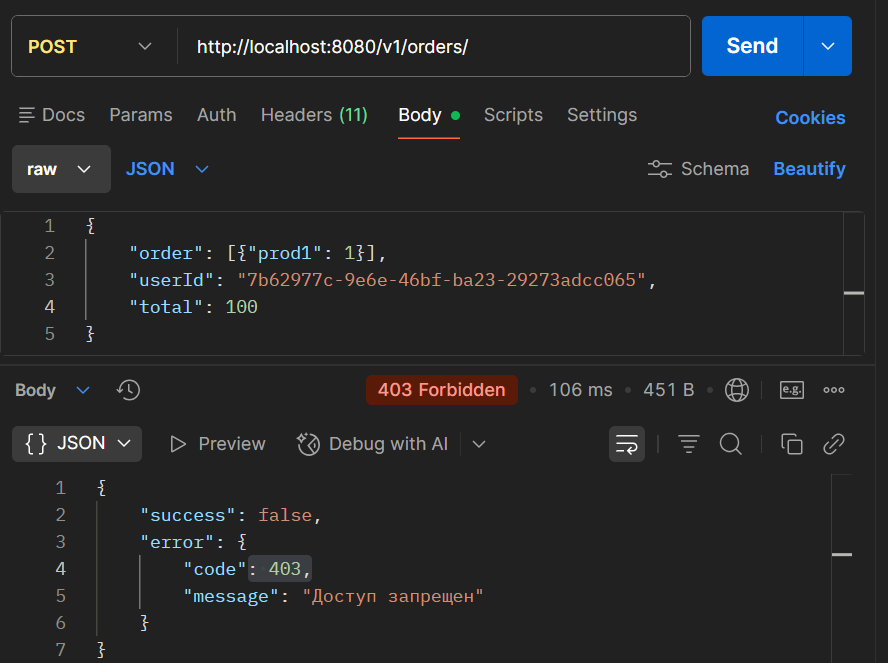 POST http://localhost:8080/v1/orders/ Send
Docs Params Auth Headers (11) Body Scripts Settings Cookies
raw JSON Schema Beautify
1 {
2 "order": [{"prod1": 1}],
3 "userId": "7b62977c-9e6e-46bf-ba23-29273adcc065",
4 "total": 100
5 }
Body 403 Forbidden • 106 ms • 451 B • e.g.
{} JSON Preview Debug with AI
1 {
2 "success": false,
3 "error": {
4 "code": 403,
5 "message": "Доступ запрещен"
6 }
7 }